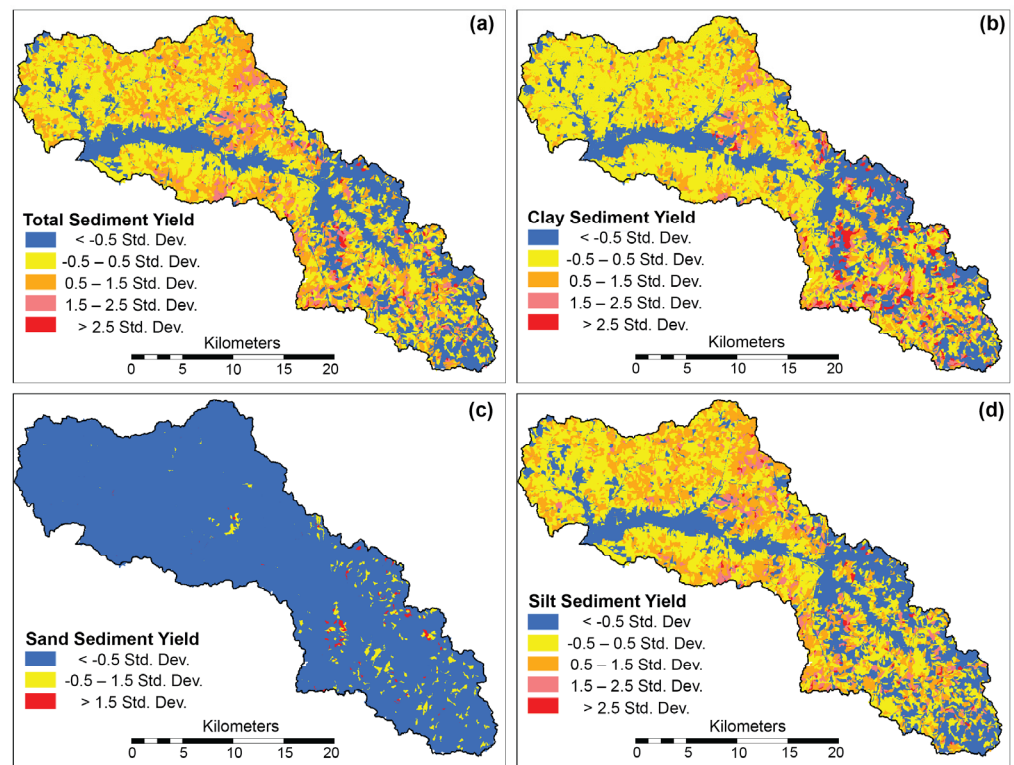 (a)
Total Sediment Yield
< -0.5 Std. Dev.
-0.5 – 0.5 Std. Dev.
0.5 – 1.5 Std. Dev.
1.5 – 2.5 Std. Dev.
> 2.5 Std. Dev.
Kilometers
0 5 10 15 20
(b)
Clay Sediment Yield
< -0.5 Std. Dev.
-0.5 – 0.5 Std. Dev.
0.5 – 1.5 Std. Dev.
1.5 – 2.5 Std. Dev.
> 2.5 Std. Dev.
Kilometers
0 5 10 15 20
(c)
Sand Sediment Yield
< -0.5 Std. Dev.
-0.5 – 1.5 Std. Dev.
> 1.5 Std. Dev.
Kilometers
0 5 10 15 20
(d)
Silt Sediment Yield
< -0.5 Std. Dev
-0.5 – 0.5 Std. Dev.
0.5 – 1.5 Std. Dev.
1.5 – 2.5 Std. Dev.
> 2.5 Std. Dev.
Kilometers
0 5 10 15 20